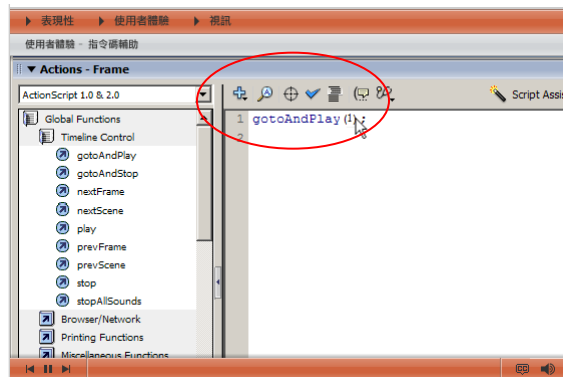 表現性 使用者體驗 視訊
使用者體驗 - 指令碼輔助
Actions - Frame
ActionScript 1.0 & 2.0
Script Assis
Global Functions
Timeline Control
gotoAndPlay
gotoAndStop
nextFrame
nextScene
play
prevFrame
prevScene
stop
stopAllSounds
Browser/Network
Printing Functions
Miscellaneous Functions
1 gotoAndPlay(1);
2
CC